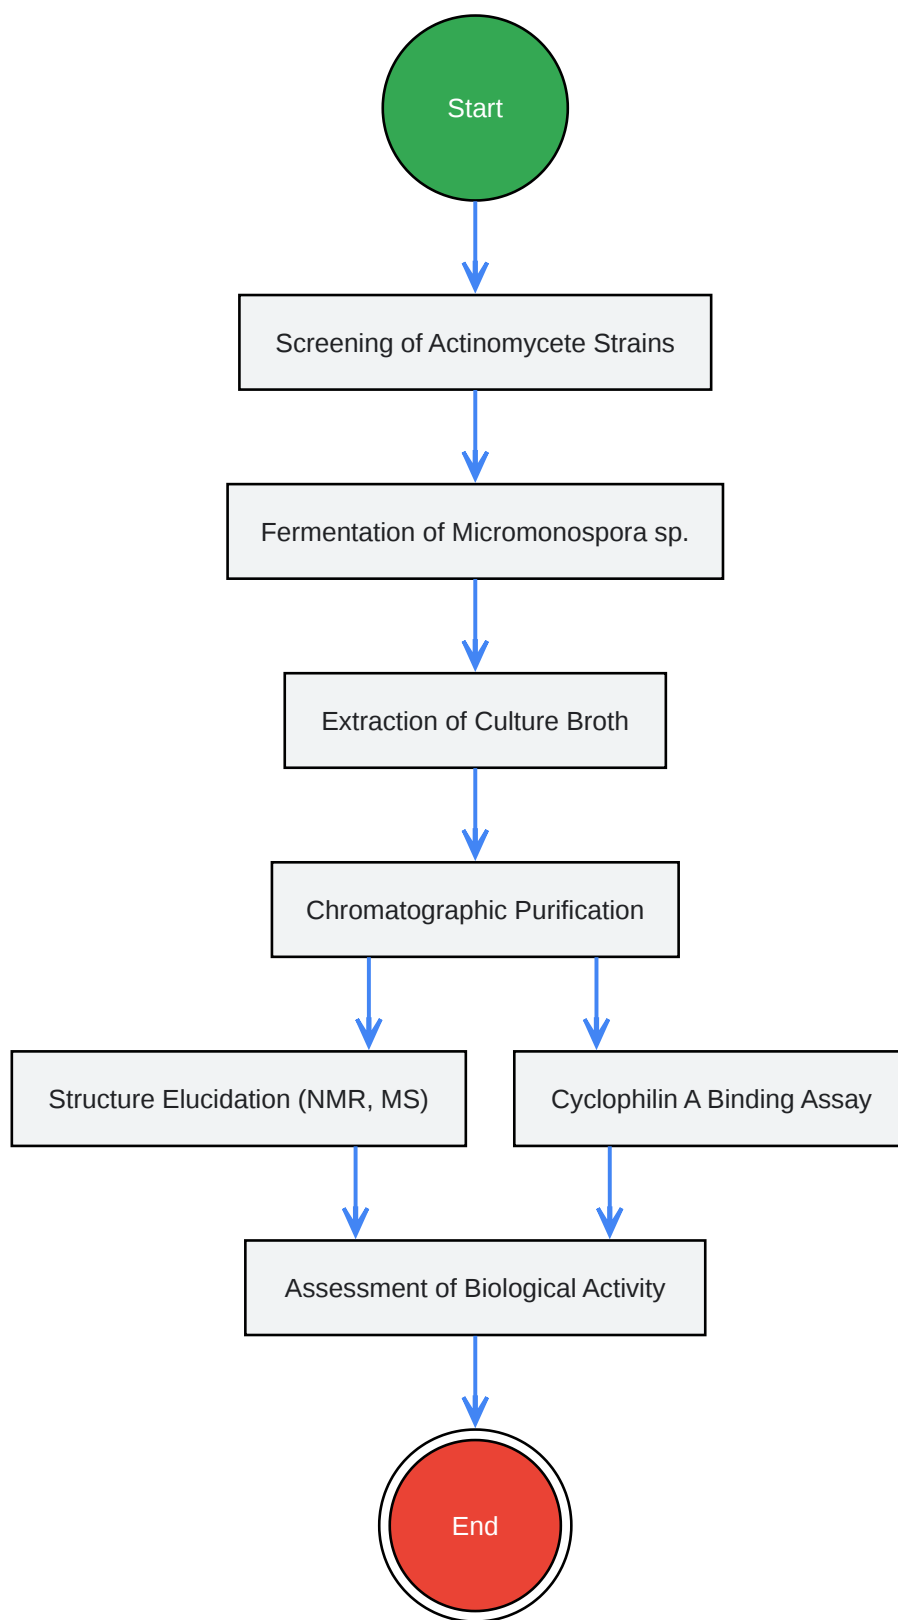 Start
Screening of Actinomycete Strains
Fermentation of Micromonospora sp.
Extraction of Culture Broth
Chromatographic Purification
Structure Elucidation (NMR, MS)
Cyclophilin A Binding Assay
Assessment of Biological Activity
End